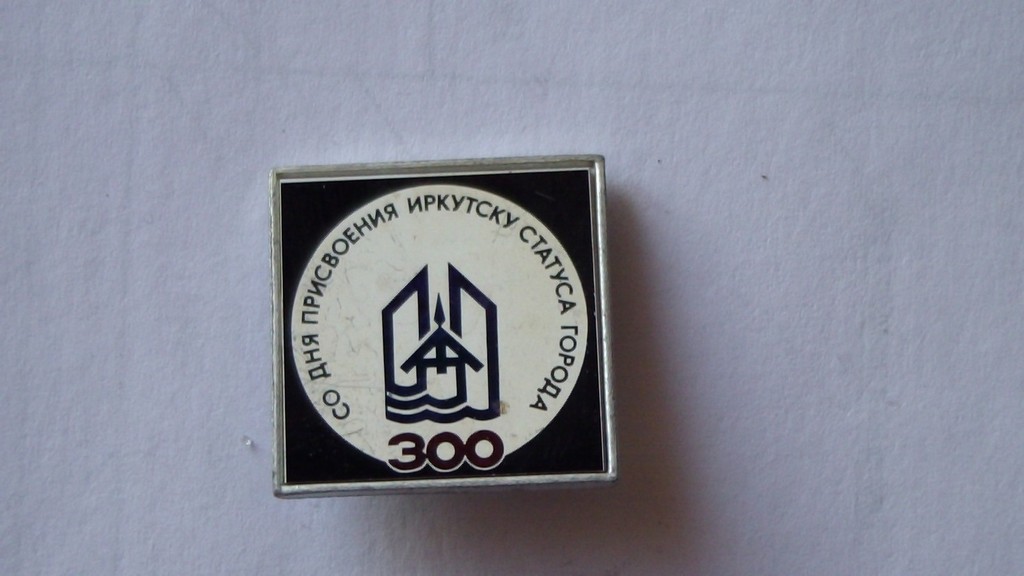 СО ДНЯ ПРИСВОЕНИЯ ИРКУТСКУ СТАТУСА ГОРОДА
300